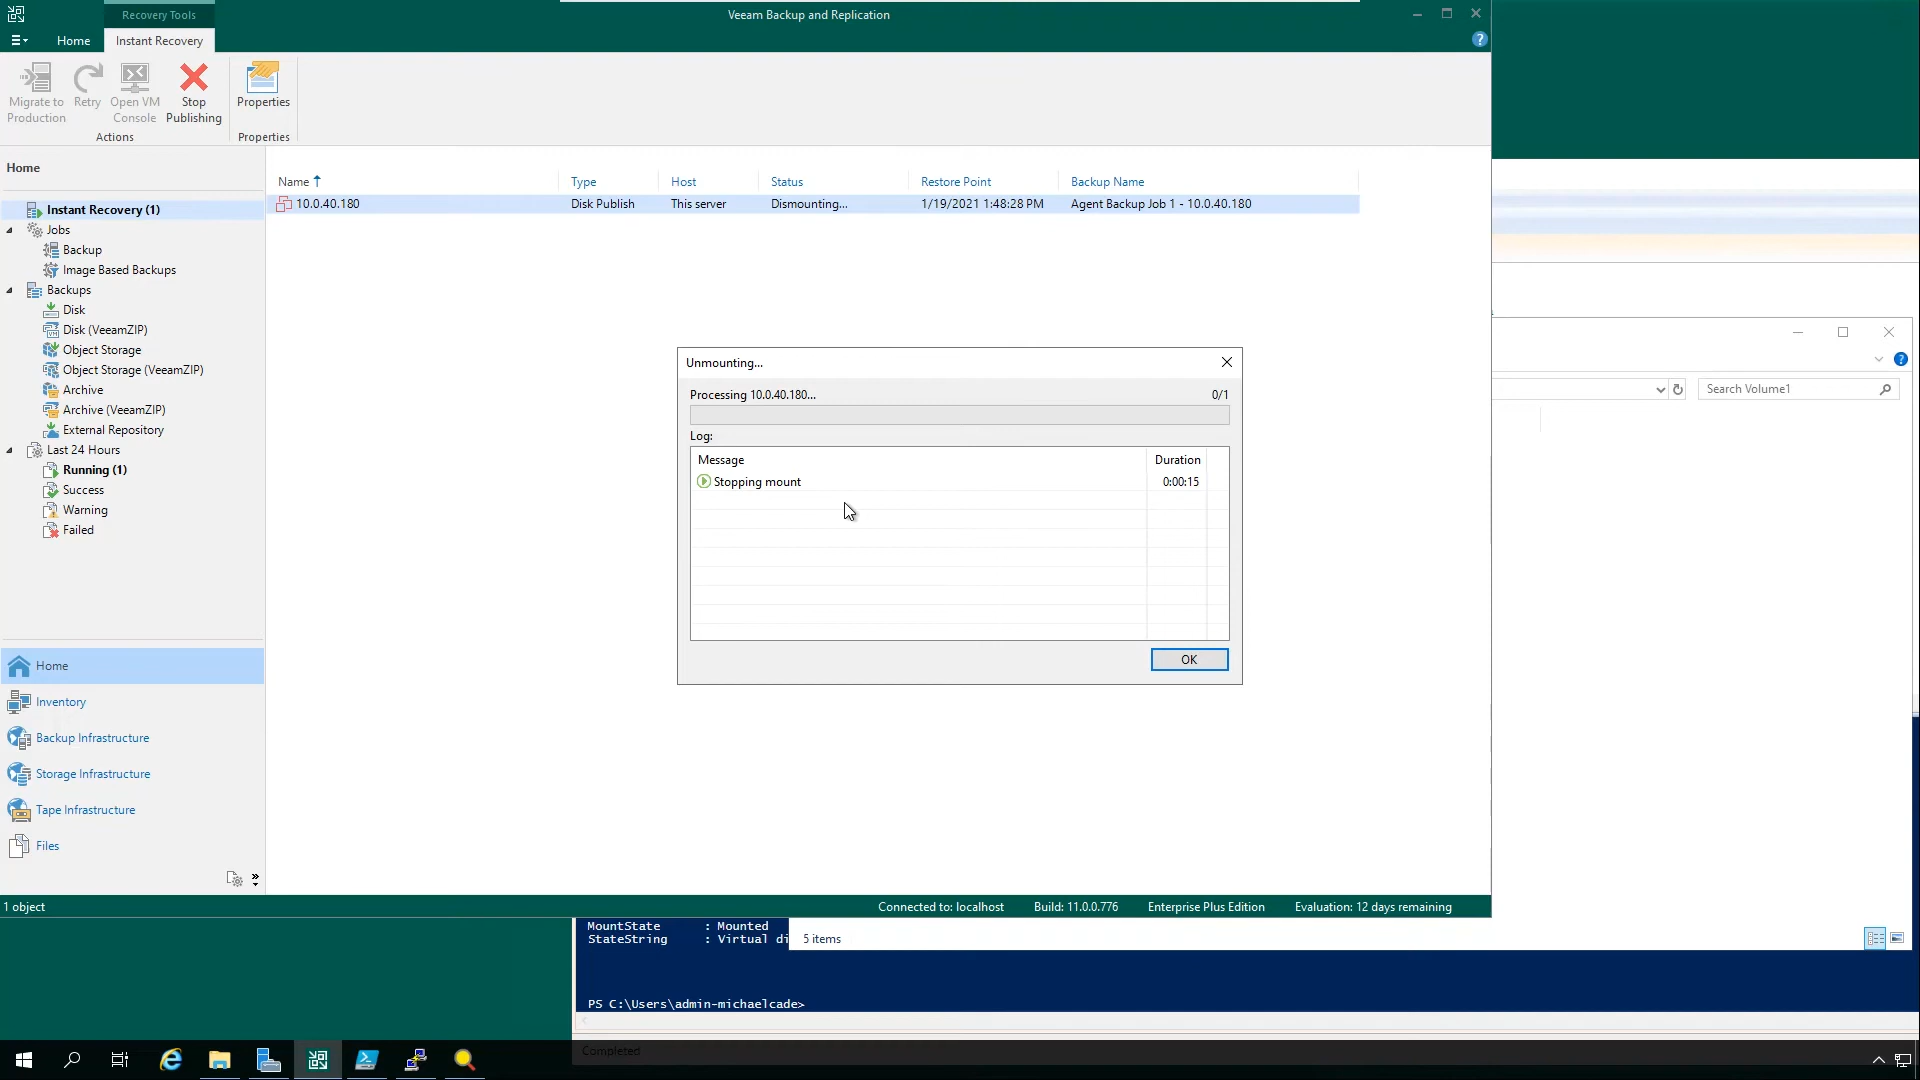 Recovery Tools
Veeam Backup and Replication
Home
Instant Recovery
Migrate to Production
Retry
Open VM Console
Stop Publishing
Properties
Actions
Properties
Home
Instant Recovery (1)
Jobs
Backup
Image Based Backups
Backups
Disk
Disk (VeeamZIP)
Object Storage
Object Storage (VeeamZIP)
Archive
Archive (VeeamZIP)
External Repository
Last 24 Hours
Running (1)
Success
Warning
Failed
Home
Inventory
Backup Infrastructure
Storage Infrastructure
Tape Infrastructure
Files
Name Type Host Status Restore Point Backup Name
10.0.40.180 Disk Publish This server Dismounting... 1/19/2021 1:48:28 PM Agent Backup Job 1 - 10.0.40.180
Unmounting...
Processing 10.0.40.180... 0/1
Log:
Message Duration
Stopping mount 0:00:15
OK
Search Volume1
1 object
Connected to: localhost Build: 11.0.0.776 Enterprise Plus Edition Evaluation: 12 days remaining
MountState : Mounted
StateString : Virtual di
5 items
PS C:\Users\admin-michaelcade>
Completed